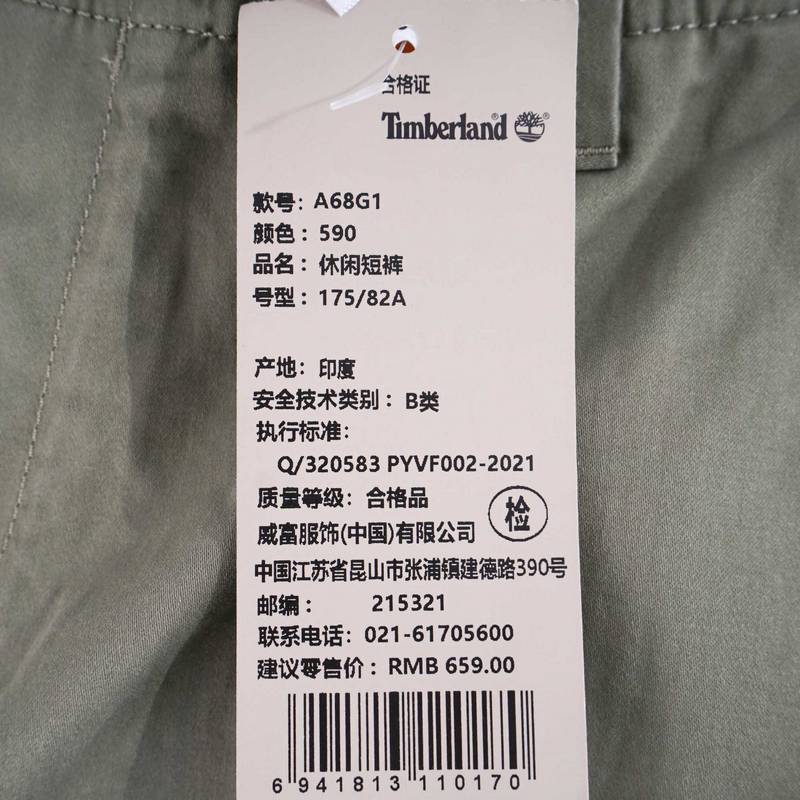 合格证
Timberland®
款号: A68G1
颜色: 590
品名: 休闲短裤
号型: 175/82A
产地: 印度
安全技术类别: B类
执行标准:
Q/320583 PYVF002-2021
质量等级: 合格品
检
威富服饰(中国)有限公司
中国江苏省昆山市张浦镇建德路390号
邮编: 215321
联系电话: 021-61705600
建议零售价: RMB 659.00
6 941813 110170